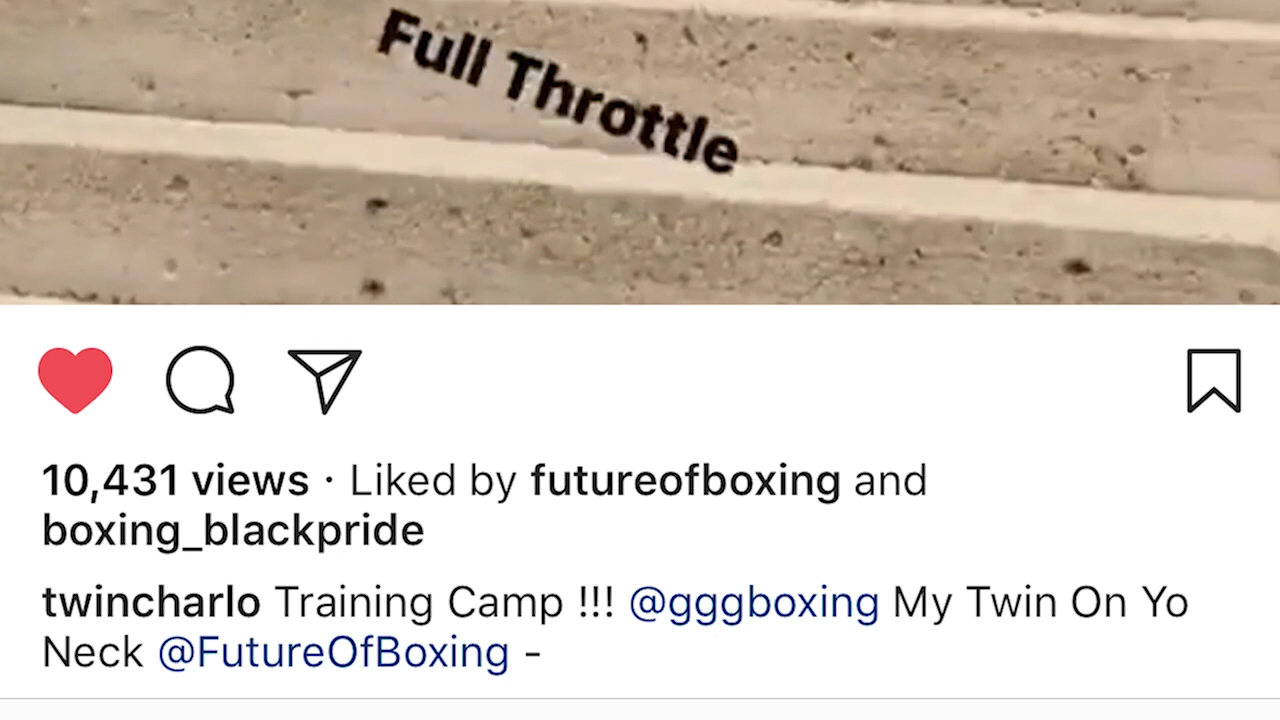 Full Throttle
10,431 views · Liked by futureofboxing and
boxing_blackpride
twincharlo Training Camp !!! @gggboxing My Twin On Yo
Neck @FutureOfBoxing -